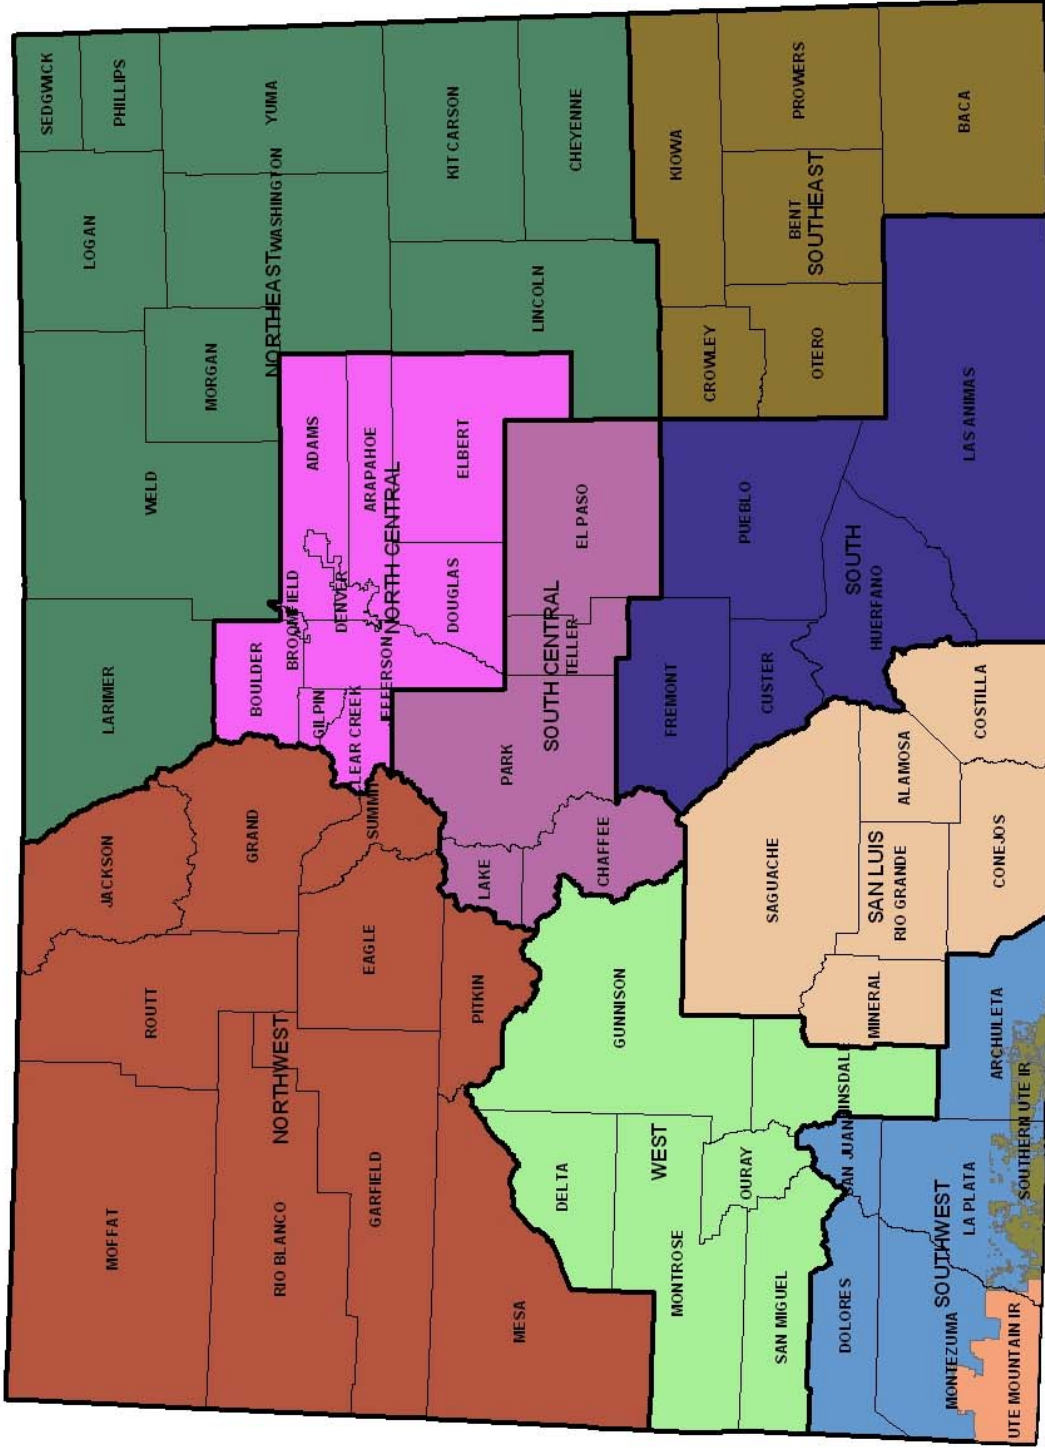 MOFFAT
ROUTT
JACKSON
LARIMER
WELD
LOGAN
SEDGWICK
PHILLIPS
MORGAN
NORTHEAST
WASHINGTON
YUMA
RIO BLANCO
NORTHWEST
GRAND
BOULDER
BROOMFIELD
ADAMS
GARFIELD
EAGLE
SUMMIT
GILPIN
LEAR CREEK
JEFFERSON
DENVER
ARAPAHOE
NORTH CENTRAL
DOUGLAS
ELBERT
LINCOLN
KIT CARSON
CHEYENNE
MESA
PITKIN
LAKE
PARK
SOUTH CENTRAL
TELLER
EL PASO
DELTA
GUNNISON
CHAFFEE
WEST
MONTROSE
OURAY
SAN MIGUEL
FREMONT
CUSTER
PUEBLO
CROWLEY
KIOWA
OTERO
BENT
SOUTHEAST
PROWERS
BACA
SAGUACHE
SAN LUIS
RIO GRANDE
MINERAL
ALAMOSA
COSTILLA
CONEJOS
SOUTH
HUERFANO
LAS ANIMAS
DOLORES
SAN JUAN
HINSDALE
SOUTHWEST
MONTEZUMA
LA PLATA
ARCHULETA
UTE MOUNTAIN IR
SOUTHERN UTE IR